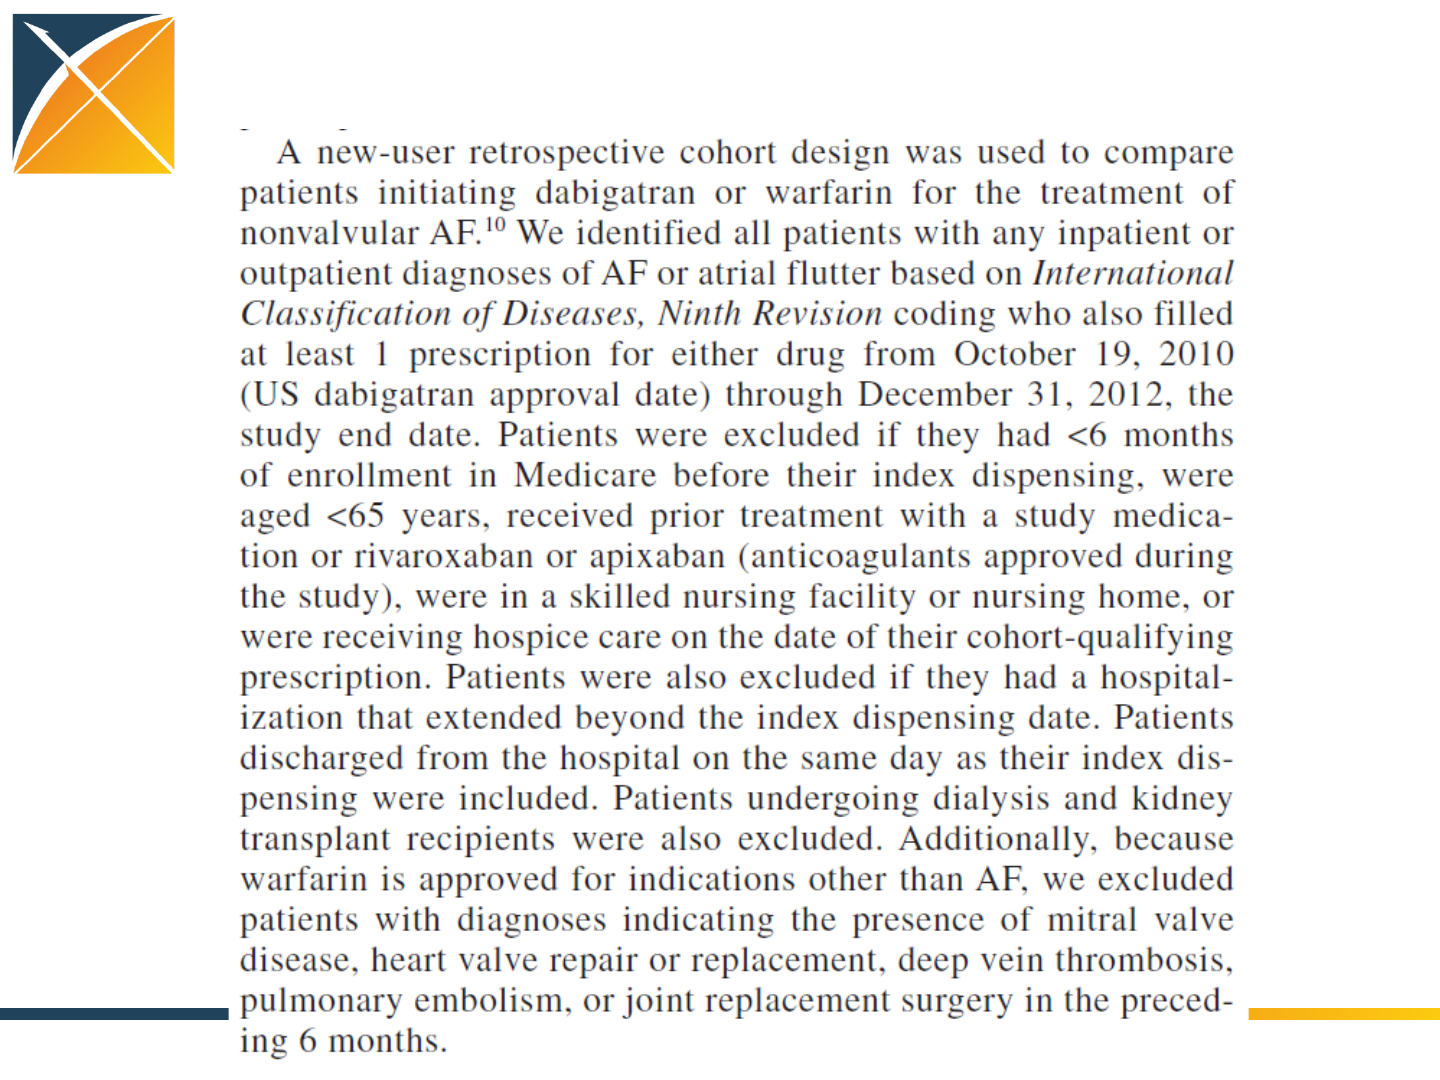 A new-user retrospective cohort design was used to compare
patients initiating dabigatran or warfarin for the treatment of
nonvalvular AF.¹⁰ We identified all patients with any inpatient or
outpatient diagnoses of AF or atrial flutter based on International
Classification of Diseases, Ninth Revision coding who also filled
at least 1 prescription for either drug from October 19, 2010
(US dabigatran approval date) through December 31, 2012, the
study end date. Patients were excluded if they had <6 months
of enrollment in Medicare before their index dispensing, were
aged <65 years, received prior treatment with a study medica-
tion or rivaroxaban or apixaban (anticoagulants approved during
the study), were in a skilled nursing facility or nursing home, or
were receiving hospice care on the date of their cohort-qualifying
prescription. Patients were also excluded if they had a hospital-
ization that extended beyond the index dispensing date. Patients
discharged from the hospital on the same day as their index dis-
pensing were included. Patients undergoing dialysis and kidney
transplant recipients were also excluded. Additionally, because
warfarin is approved for indications other than AF, we excluded
patients with diagnoses indicating the presence of mitral valve
disease, heart valve repair or replacement, deep vein thrombosis,
pulmonary embolism, or joint replacement surgery in the preced-
ing 6 months.